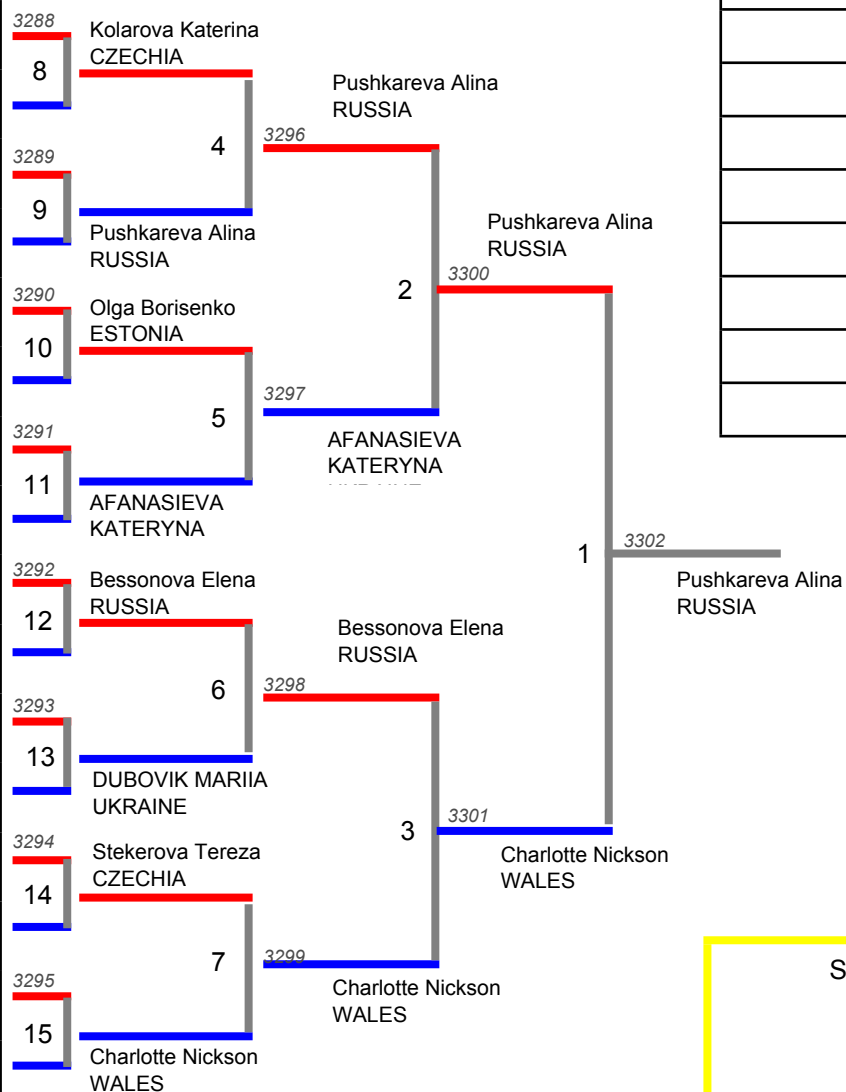 3288
Kolarova Katerina
CZECHIA
8
Pushkareva Alina
RUSSIA
4
3296
3289
9
Pushkareva Alina
RUSSIA
Pushkareva Alina
RUSSIA
2
3300
3290
Olga Borisenko
ESTONIA
10
5
3297
3291
AFANASIEVA
KATERYNA
11
AFANASIEVA
KATERYNA
1
3302
Pushkareva Alina
RUSSIA
3292
Bessonova Elena
RUSSIA
12
Bessonova Elena
RUSSIA
6
3298
3293
13
DUBOVIK MARIIA
UKRAINE
3
3301
3294
Stekerova Tereza
CZECHIA
14
Charlotte Nickson
WALES
7
3299
S
3295
Charlotte Nickson
WALES
15
Charlotte Nickson
WALES